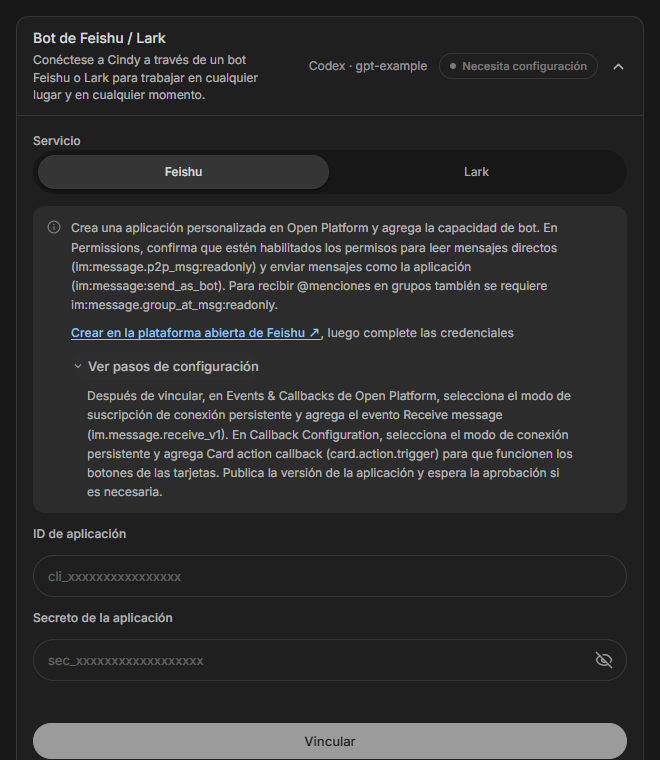 Bot de Feishu / Lark
Conéctese a Cindy a través de un bot
Feishu o Lark para trabajar en cualquier
lugar y en cualquier momento.
Codex · gpt-example
Necesita configuración
Servicio
Feishu
Lark
Crea una aplicación personalizada en Open Platform y agrega la capacidad de bot. En
Permissions, confirma que estén habilitados los permisos para leer mensajes directos
(im:message.p2p_msg:readonly) y enviar mensajes como la aplicación
(im:message:send_as_bot). Para recibir @menciones en grupos también se requiere
im:message.group_at_msg:readonly.
Crear en la plataforma abierta de Feishu ↗, luego complete las credenciales
Ver pasos de configuración
Después de vincular, en Events & Callbacks de Open Platform, selecciona el modo de
suscripción de conexión persistente y agrega el evento Receive message
(im.message.receive_v1). En Callback Configuration, selecciona el modo de conexión
persistente y agrega Card action callback (card.action.trigger) para que funcionen los
botones de las tarjetas. Publica la versión de la aplicación y espera la aprobación si
es necesaria.
ID de aplicación
cli_xxxxxxxxxxxxxxxx
Secreto de la aplicación
sec_xxxxxxxxxxxxxxxxxx
Vincular